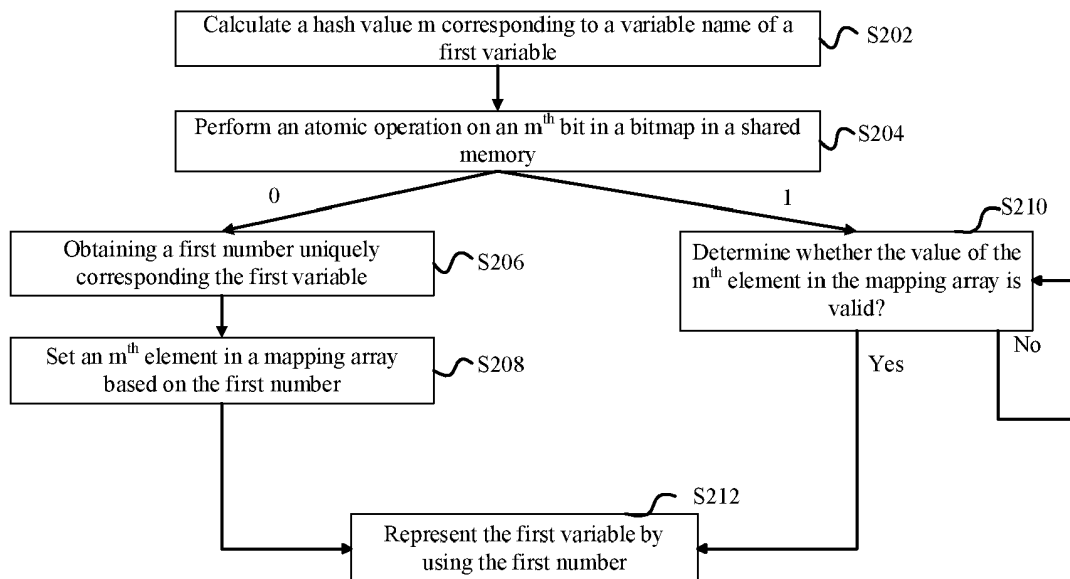 Calculate a hash value m corresponding to a variable name of a
first variable
S202
Perform an atomic operation on an mth bit in a bitmap in a shared
memory
S204
0
1
Obtaining a first number uniquely
corresponding the first variable
S206
S210
Determine whether the value of the
mth element in the mapping array is
valid?
Set an mth element in a mapping array
based on the first number
S208
Yes
No
S212
Represent the first variable by
using the first number